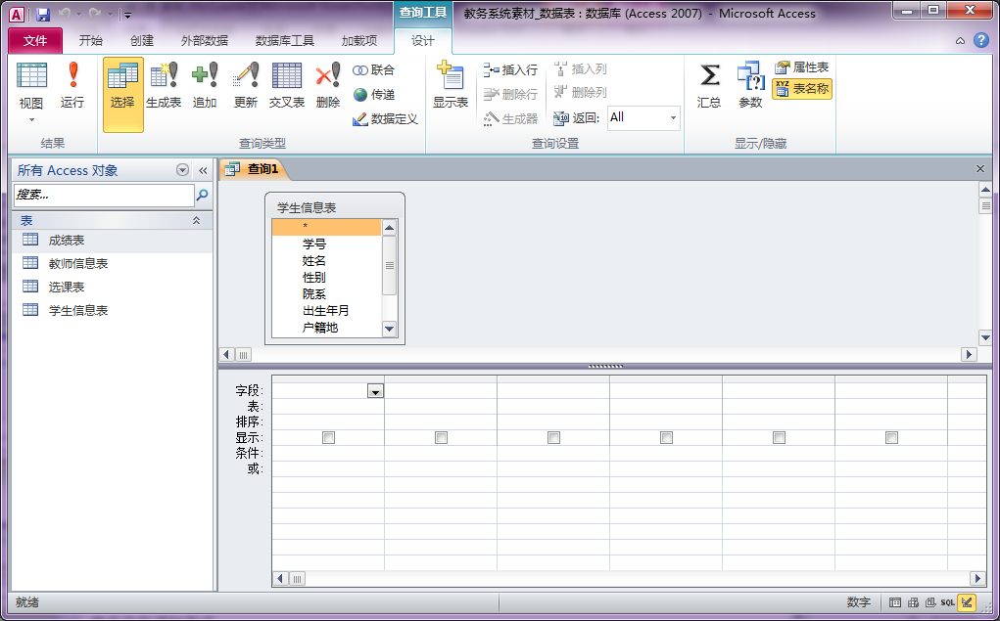 查询工具
教务系统素材_数据表 : 数据库 (Access 2007) - Microsoft Access
文件 开始 创建 外部数据 数据库工具 加载项 设计
视图 运行 选择 生成表 追加 更新 交叉表 删除
联合
传递
数据定义
显示表
插入行 插入列
删除行 删除列
生成器 返回: All
汇总 参数
属性表
XYZ 表名称
结果 查询类型 查询设置 显示/隐藏
所有 Access 对象
搜索...
表
成绩表
教师信息表
选课表
学生信息表
查询1
学生信息表
*
学号
姓名
性别
院系
出生年月
户籍地
字段:
表:
排序:
显示:
条件:
或:
就绪 数字 SQL